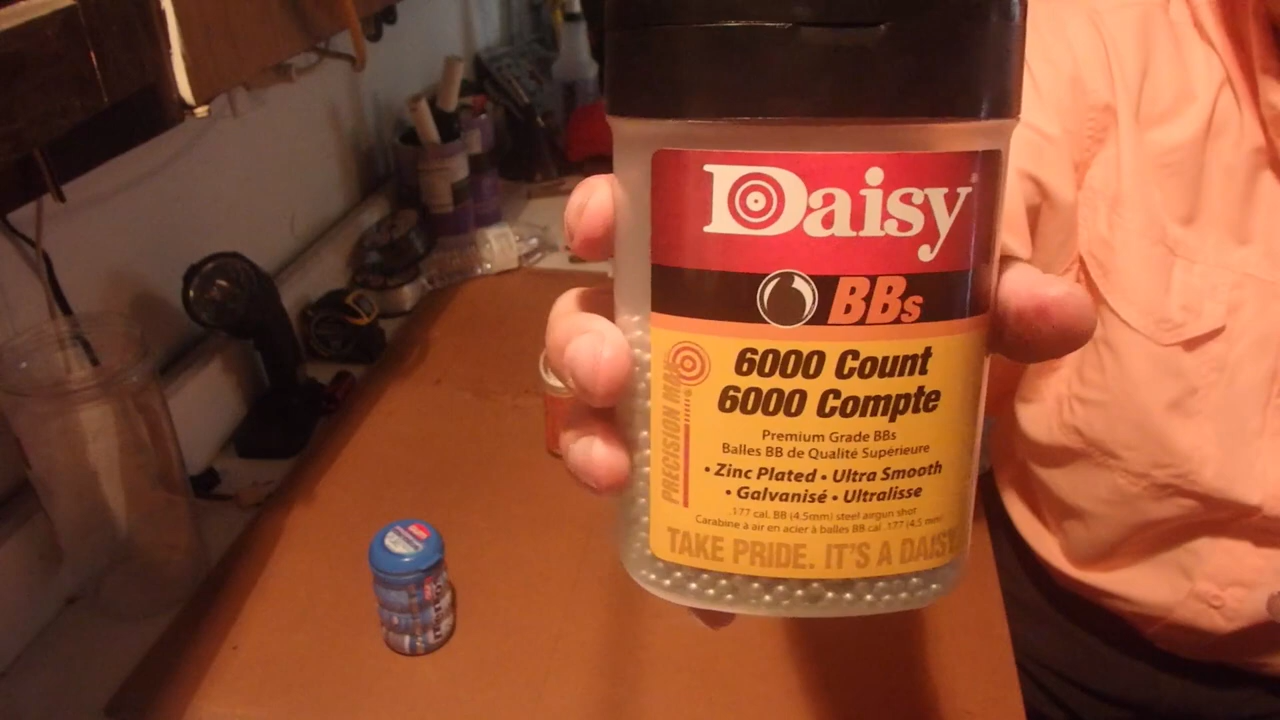 Daisy
BBs
6000 Count
6000 Compte
PRECISION MAX
Premium Grade BBs
Balles BB de Qualité Supérieure
• Zinc Plated • Ultra Smooth
• Galvanisé • Ultralisse
.177 cal. BB (4.5mm) steel airgun shot
Carabine à air en acier à balles BB cal .177 (4,5 mm)
TAKE PRIDE. IT'S A DAISY